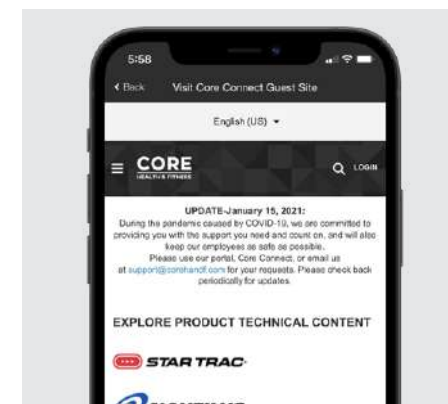 5:58
Back Visit Core Connect Guest Site
English (US)
CORE
HEALTH & FITNESS
LOGIN
UPDATE-January 15, 2021:
During the pandemic caused by COVID-19, we are committed to
providing you with the support you need and count on, and will also
keep our employees as safe as possible.
Please use our portal, Core Connect, or email us
at support@corehandf.com for your requests. Please check back
periodically for updates.
EXPLORE PRODUCT TECHNICAL CONTENT
STAR TRAC